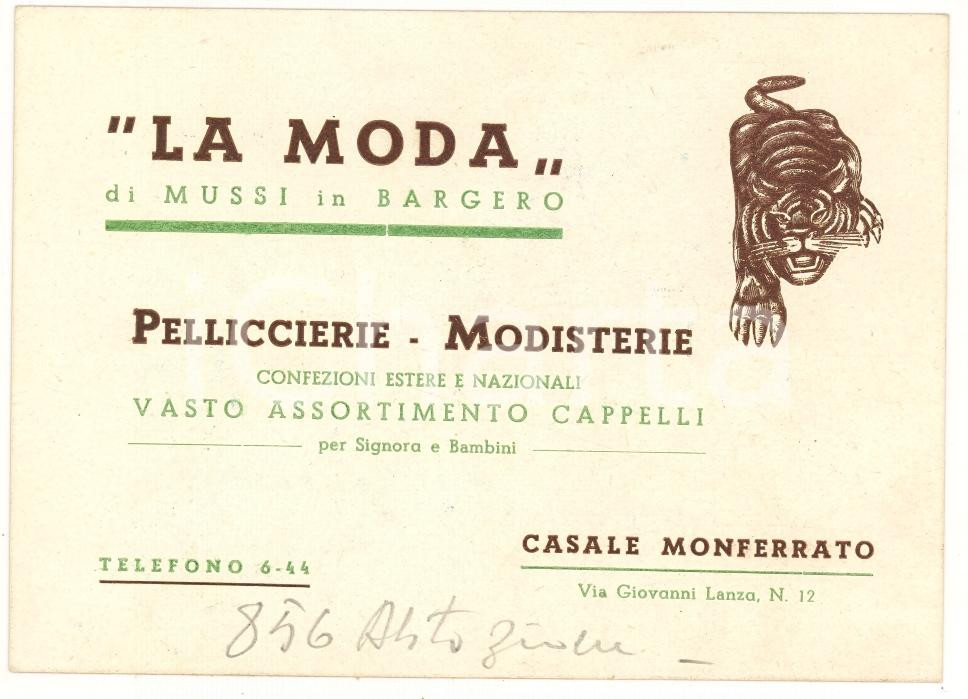 "LA MODA„
di MUSSI in BARGERO
PELLICCIERIE - MODISTERIE
CONFEZIONI ESTERE E NAZIONALI
VASTO ASSORTIMENTO CAPPELLI
per Signora e Bambini
TELEFONO 6-44
CASALE MONFERRATO
Via Giovanni Lanza, N. 12
856